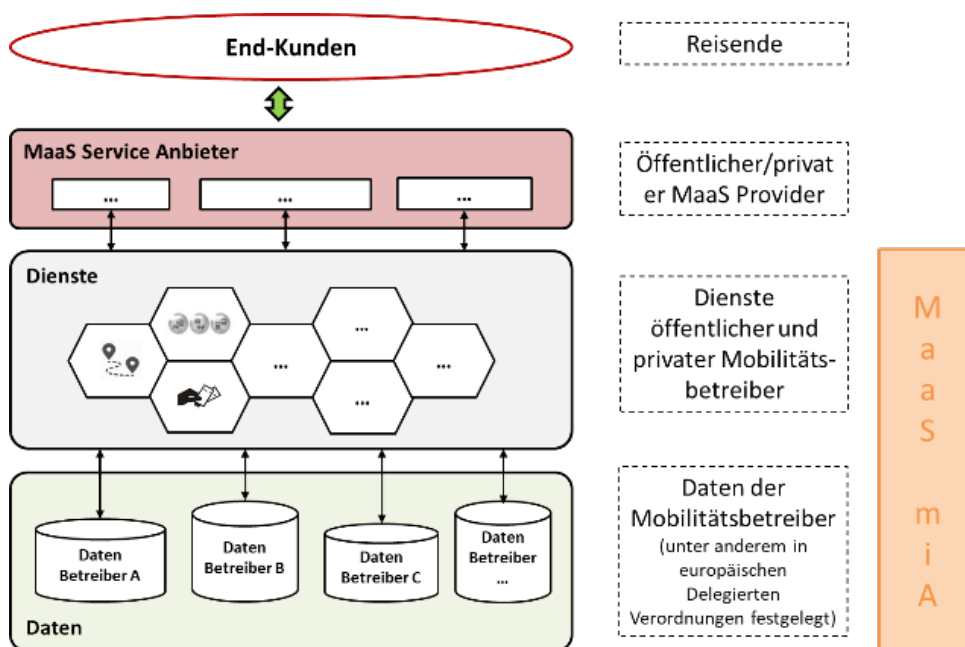 End-Kunden
Reisende
MaaS Service Anbieter
...
...
...
Öffentlicher/privat
er MaaS Provider
Dienste
...
...
...
...
Dienste
öffentlicher und
privater Mobilitäts-
betreiber
Daten
Betreiber A
Daten
Betreiber B
Daten
Betreiber C
Daten
Betreiber
...
Daten
Daten der
Mobilitätsbetreiber
(unter anderem in
europäischen
Delegierten
Verordnungen festgelegt)
M
a
a
S
m
i
A